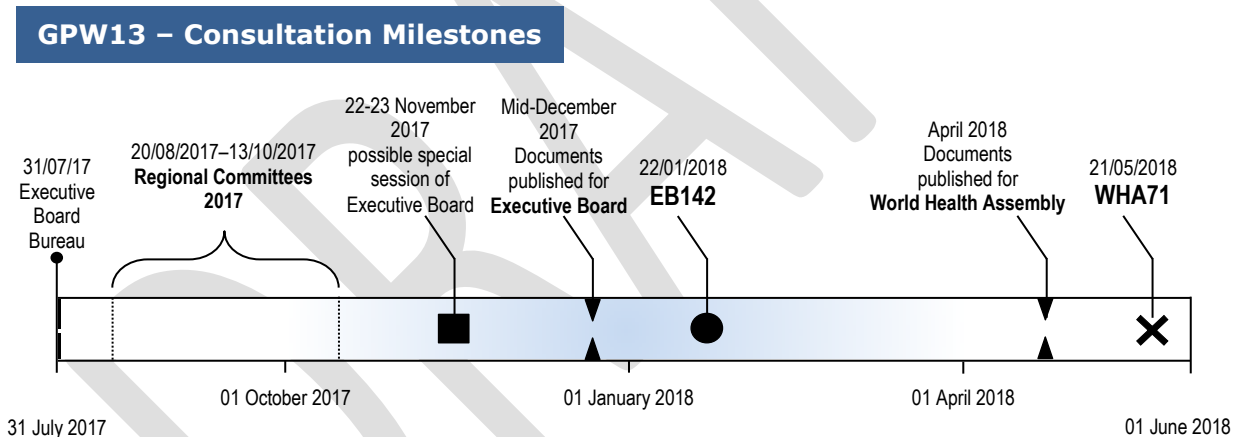 GPW13 – Consultation Milestones
31/07/17
Executive
Board
Bureau
20/08/2017–13/10/2017
Regional Committees
2017
22-23 November
2017
possible special
session of
Executive Board
Mid-December
2017
Documents
published for
Executive Board
22/01/2018
EB142
April 2018
Documents
published for
World Health Assembly
21/05/2018
WHA71
01 October 2017
01 January 2018
01 April 2018
31 July 2017
01 June 2018